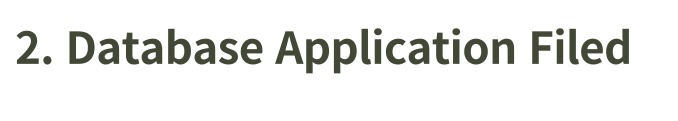 2. Database Application Filed